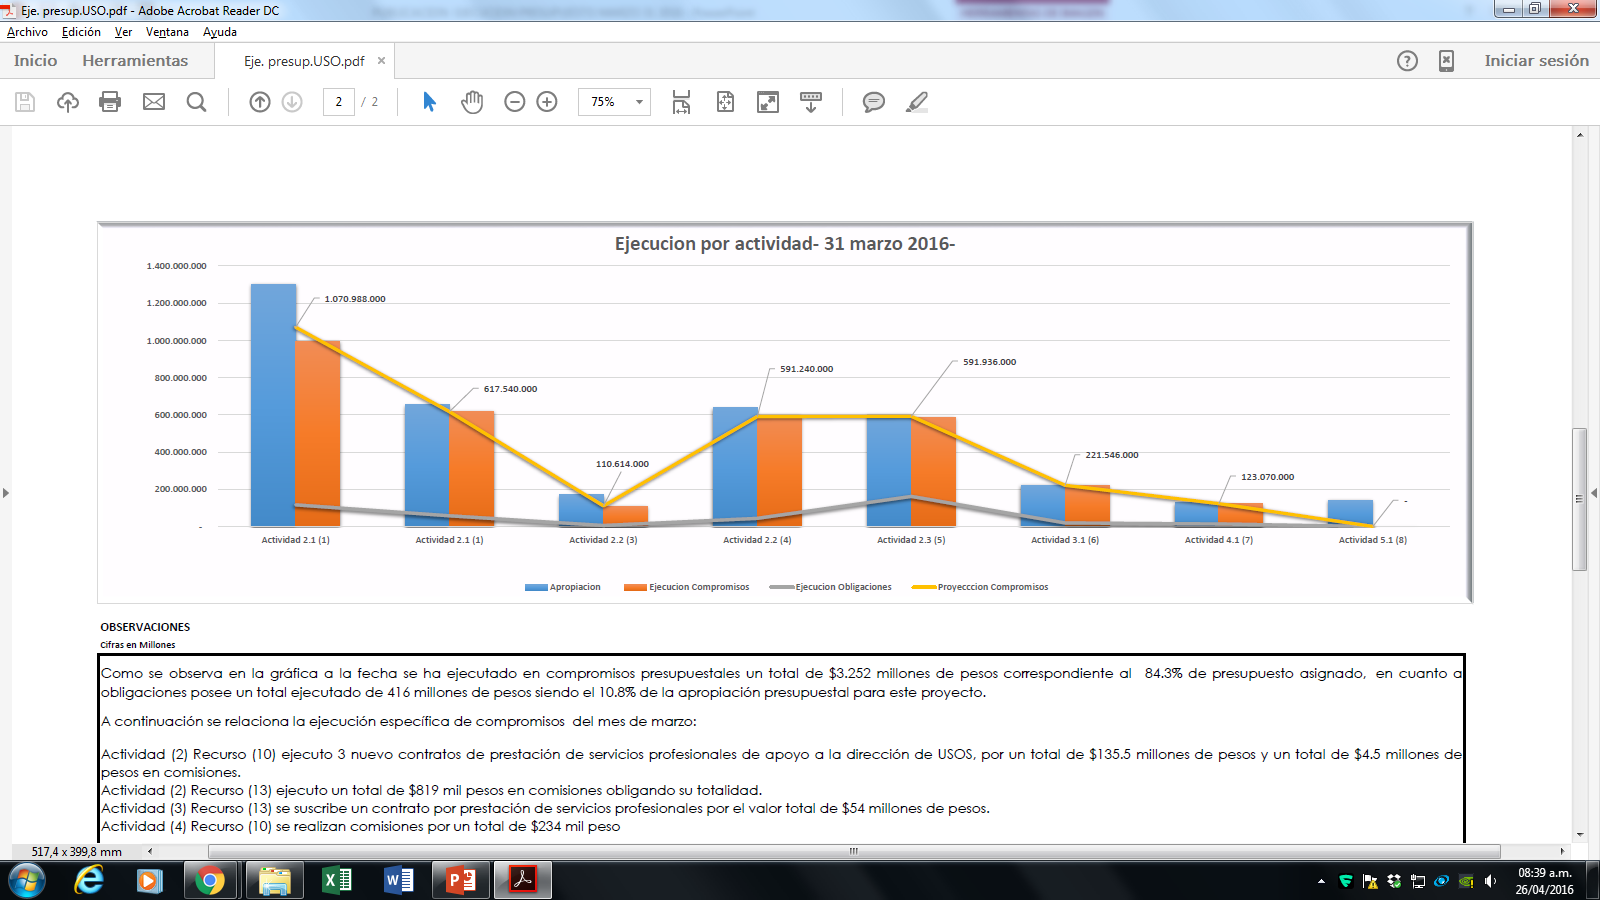 Eje. presup.USO.pdf - Adobe Acrobat Reader DC
Archivo Edición Ver Ventana Ayuda
Inicio Herramientas Eje. presup.USO.pdf × Iniciar sesión
2 / 2 75%
Ejecucion por actividad- 31 marzo 2016-
1.400.000.000
1.200.000.000
1.000.000.000
800.000.000
600.000.000
400.000.000
200.000.000
-
1.070.988.000
617.540.000
110.614.000
591.240.000
591.936.000
221.546.000
123.070.000
-
Actividad 2.1 (1) Actividad 2.1 (1) Actividad 2.2 (3) Actividad 2.2 (4) Actividad 2.3 (5) Actividad 3.1 (6) Actividad 4.1 (7) Actividad 5.1 (8)
Apropiacion Ejecucion Compromisos Ejecucion Obligaciones Proyecccion Compromisos
OBSERVACIONES
Cifras en Millones
Como se observa en la gráfica a la fecha se ha ejecutado en compromisos presupuestales un total de $3.252 millones de pesos correspondiente al 84.3% de presupuesto asignado, en cuanto a
obligaciones posee un total ejecutado de 416 millones de pesos siendo el 10.8% de la apropiación presupuestal para este proyecto.
A continuación se relaciona la ejecución específica de compromisos del mes de marzo:
Actividad (2) Recurso (10) ejecuto 3 nuevo contratos de prestación de servicios profesionales de apoyo a la dirección de USOS, por un total de $135.5 millones de pesos y un total de $4.5 millones de
pesos en comisiones.
Actividad (2) Recurso (13) ejecuto un total de $819 mil pesos en comisiones obligando su totalidad.
Actividad (3) Recurso (13) se suscribe un contrato por prestación de servicios profesionales por el valor total de $54 millones de pesos.
Actividad (4) Recurso (10) se realizan comisiones por un total de $234 mil peso
517,4 x 399,8 mm
08:39 a.m.
26/04/2016